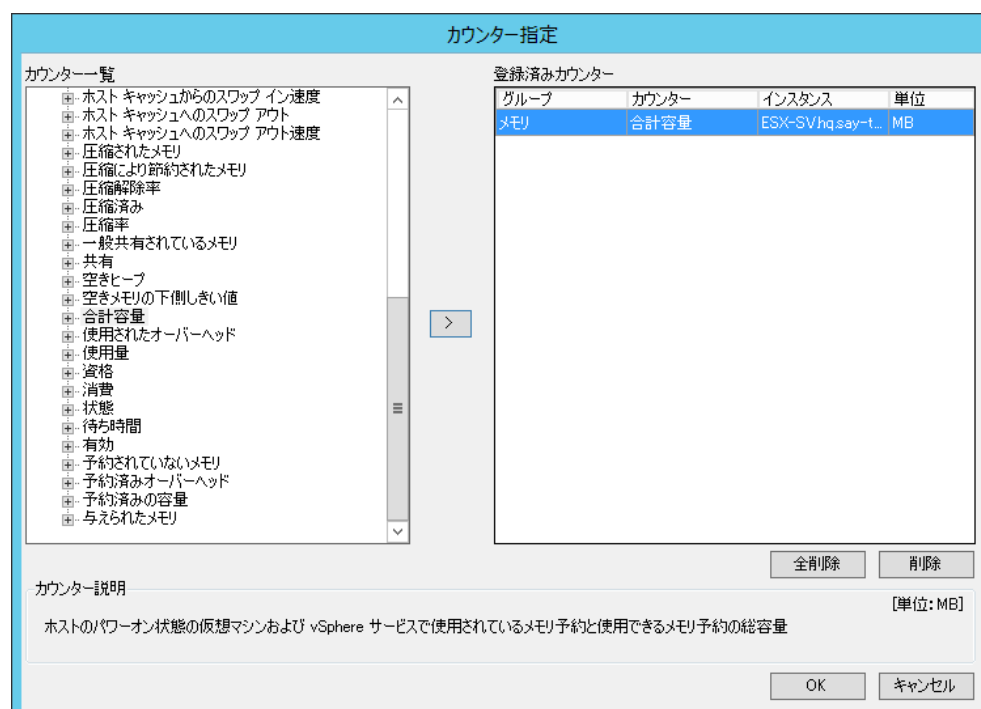 カウンター指定
カウンター一覧
ホスト キャッシュからのスワップ イン速度
ホスト キャッシュへのスワップ アウト
ホスト キャッシュへのスワップ アウト速度
圧縮されたメモリ
圧縮により節約されたメモリ
圧縮解除率
圧縮済み
圧縮率
一般共有されているメモリ
共有
空きヒープ
空きメモリの下側しきい値
合計容量
使用されたオーバーヘッド
使用量
資格
消費
状態
待ち時間
有効
予約されていないメモリ
予約済みオーバーヘッド
予約済みの容量
与えられたメモリ
>
登録済みカウンター
グループ カウンター インスタンス 単位
メモリ 合計容量 ESX-SV.hq.say-t... MB
全削除 削除
カウンター説明
[単位: MB]
ホストのパワーオン状態の仮想マシンおよび vSphere サービスで使用されているメモリ予約と使用できるメモリ予約の総容量
OK キャンセル